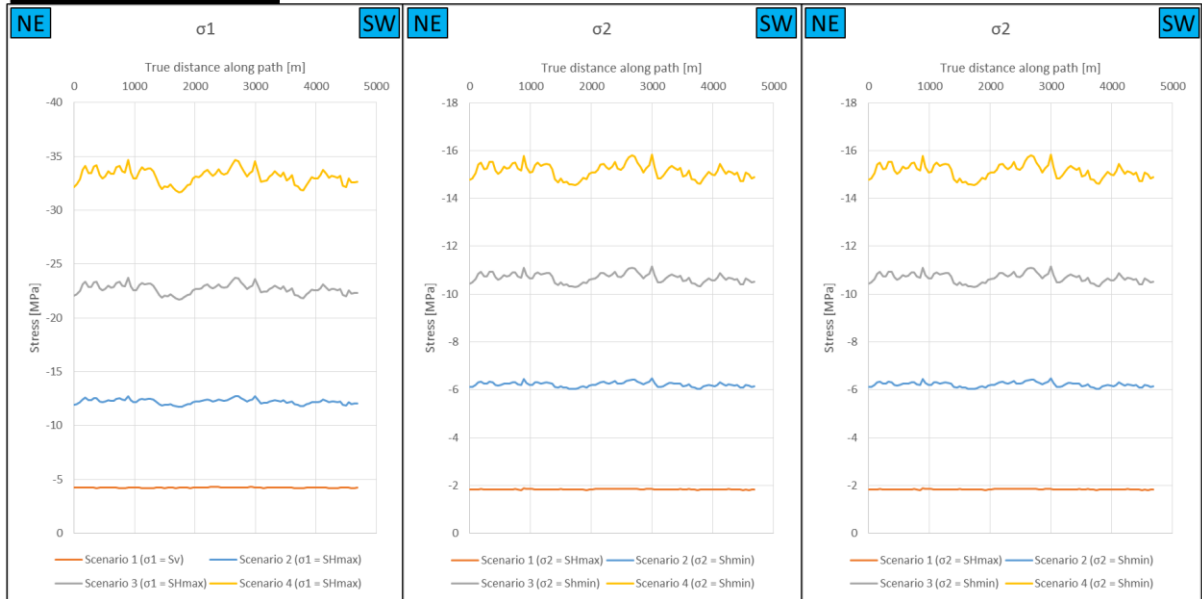 NE
σ1
SW
True distance along path [m]
0 1000 2000 3000 4000 5000
-40
-35
-30
-25
-20
-15
-10
-5
0
Stress [MPa]
Scenario 1 (σ1 = Sv)
Scenario 2 (σ1 = SHmax)
Scenario 3 (σ1 = SHmax)
Scenario 4 (σ1 = SHmax)
NE
σ2
SW
True distance along path [m]
0 1000 2000 3000 4000 5000
-18
-16
-14
-12
-10
-8
-6
-4
-2
0
Stress [MPa]
Scenario 1 (σ2 = SHmax)
Scenario 2 (σ2 = Shmin)
Scenario 3 (σ2 = Shmin)
Scenario 4 (σ2 = Shmin)
NE
σ2
SW
True distance along path [m]
0 1000 2000 3000 4000 5000
-18
-16
-14
-12
-10
-8
-6
-4
-2
0
Stress [MPa]
Scenario 1 (σ2 = SHmax)
Scenario 2 (σ2 = Shmin)
Scenario 3 (σ2 = Shmin)
Scenario 4 (σ2 = Shmin)